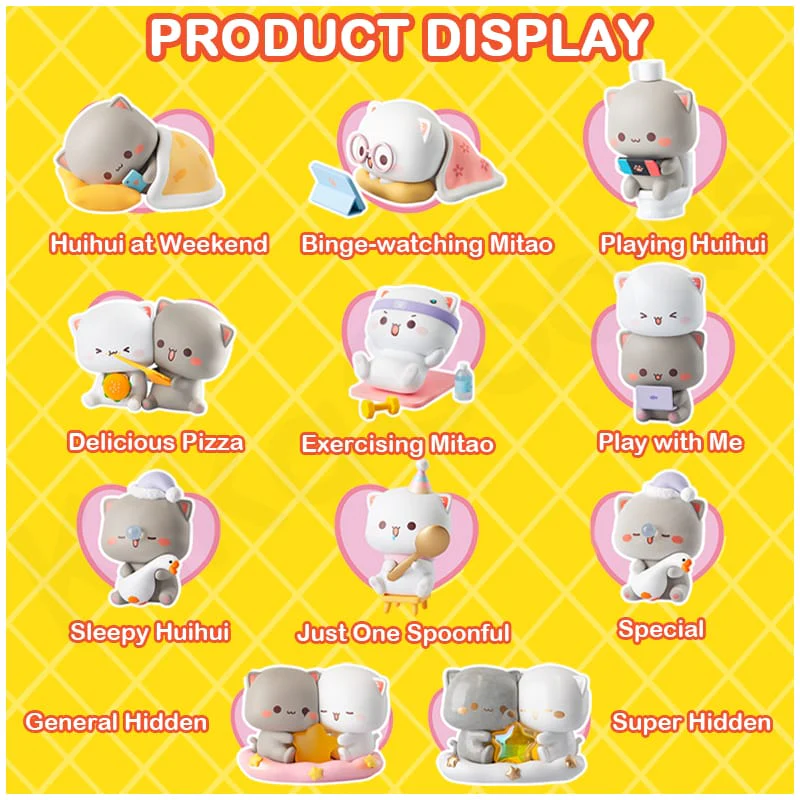 PRODUCT DISPLAY
Huihui at Weekend
Binge-watching Mitao
Playing Huihui
Delicious Pizza
Exercising Mitao
Play with Me
Sleepy Huihui
Just One Spoonful
Special
General Hidden
Super Hidden